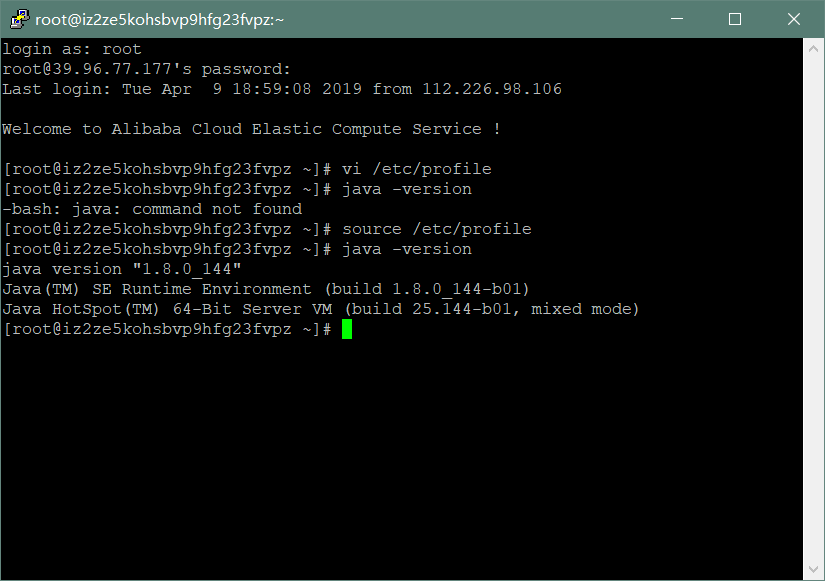 root@iz2ze5kohsbvp9hfg23fvpz:~
login as: root
root@39.96.77.177's password:
Last login: Tue Apr  9 18:59:08 2019 from 112.226.98.106
Welcome to Alibaba Cloud Elastic Compute Service !
[root@iz2ze5kohsbvp9hfg23fvpz ~]# vi /etc/profile
[root@iz2ze5kohsbvp9hfg23fvpz ~]# java -version
-bash: java: command not found
[root@iz2ze5kohsbvp9hfg23fvpz ~]# source /etc/profile
[root@iz2ze5kohsbvp9hfg23fvpz ~]# java -version
java version "1.8.0_144"
Java(TM) SE Runtime Environment (build 1.8.0_144-b01)
Java HotSpot(TM) 64-Bit Server VM (build 25.144-b01, mixed mode)
[root@iz2ze5kohsbvp9hfg23fvpz ~]#